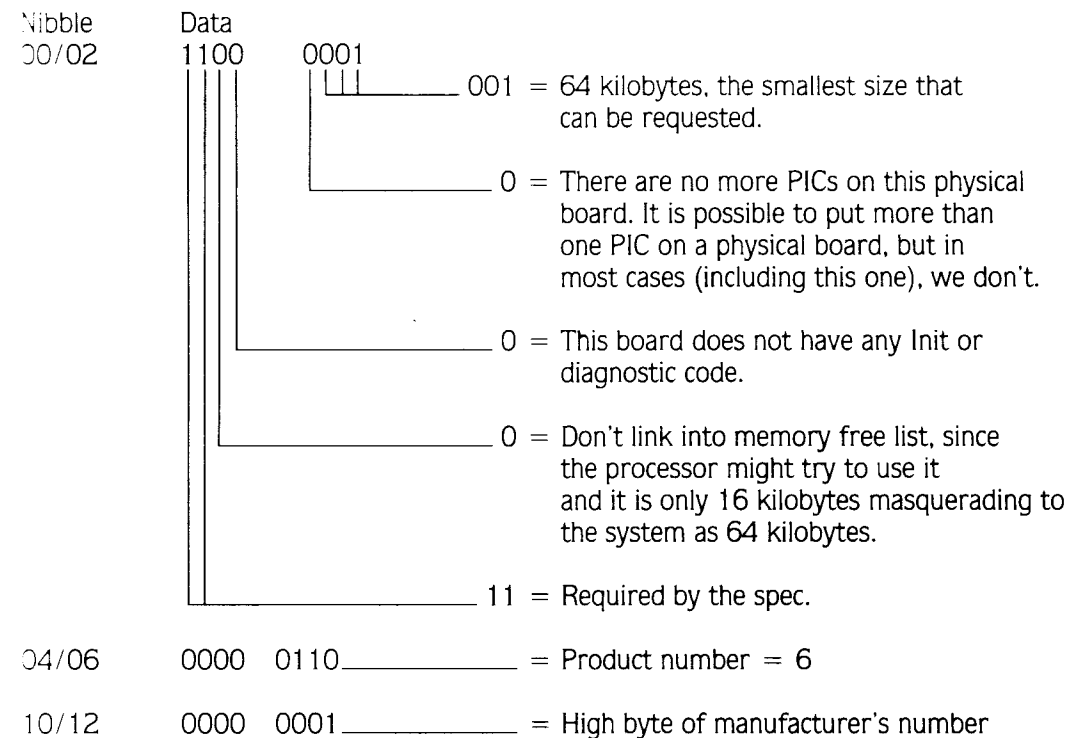 Nibble Data
00/02 1100 0001
001 = 64 kilobytes, the smallest size that
can be requested.
0 = There are no more PICs on this physical
board. It is possible to put more than
one PIC on a physical board, but in
most cases (including this one), we don't.
0 = This board does not have any Init or
diagnostic code.
0 = Don't link into memory free list, since
the processor might try to use it
and it is only 16 kilobytes masquerading to
the system as 64 kilobytes.
11 = Required by the spec.
04/06 0000 0110 = Product number = 6
10/12 0000 0001 = High byte of manufacturer's number